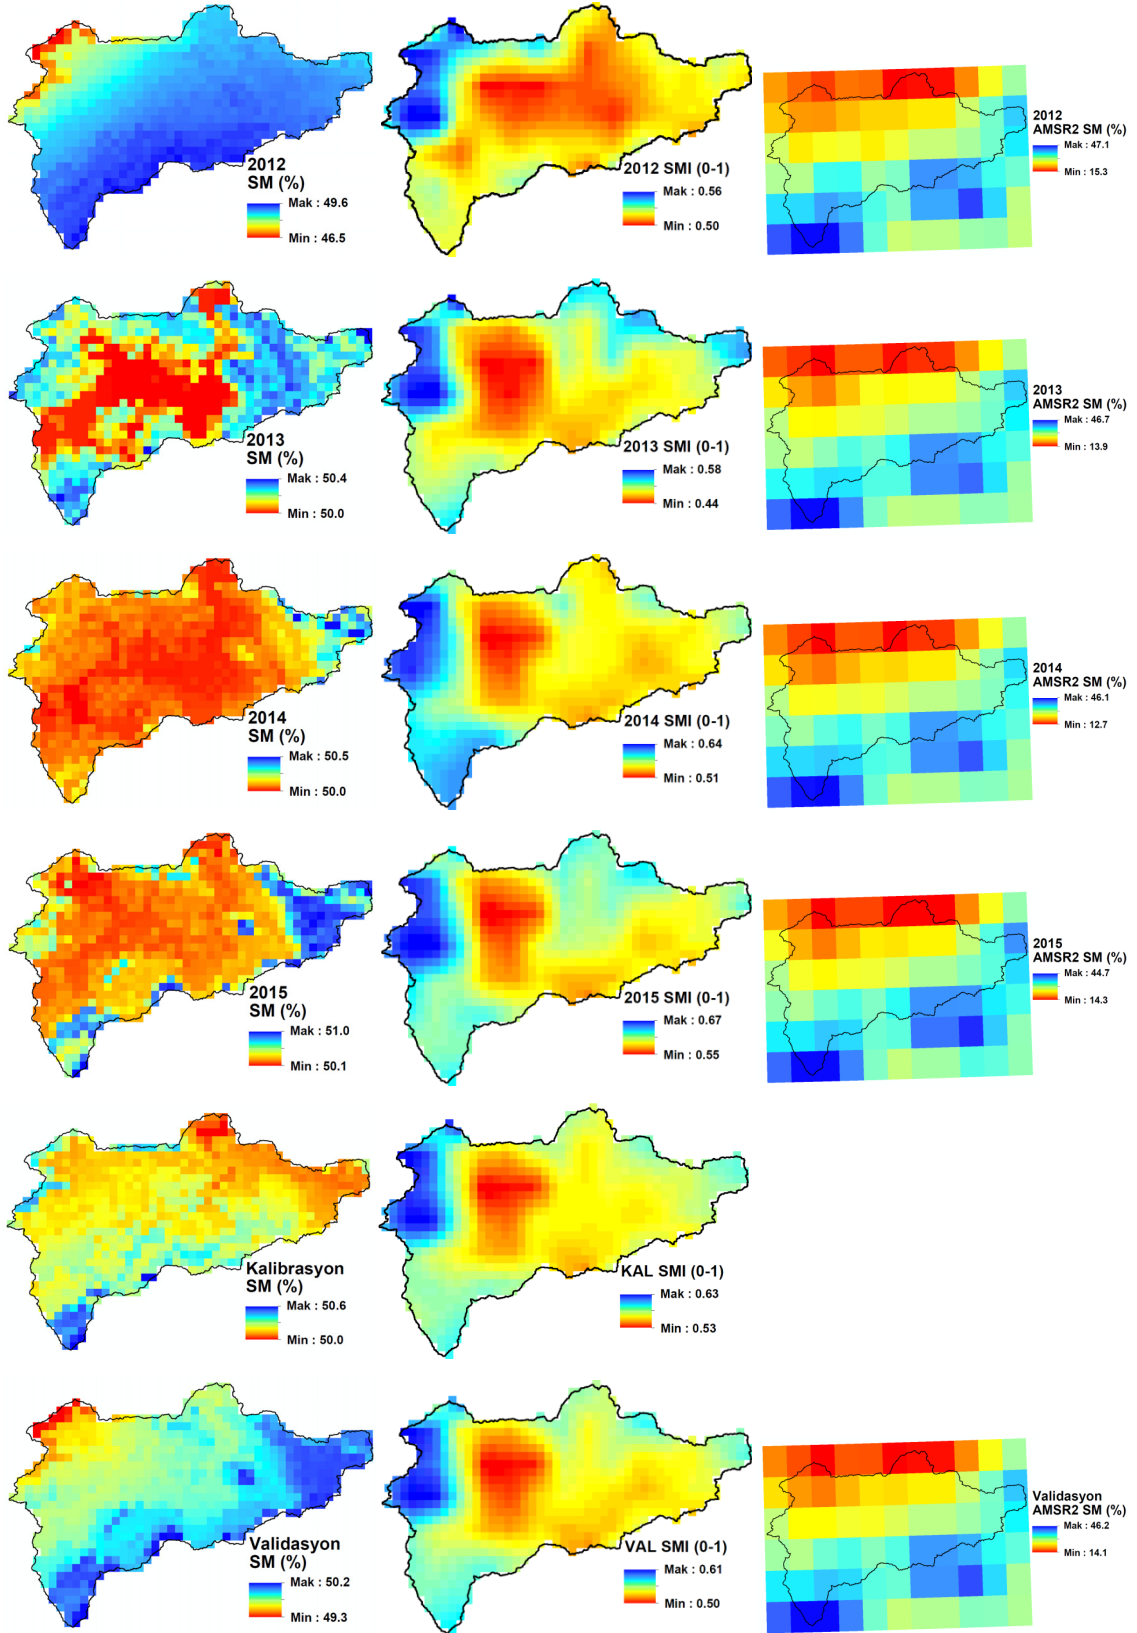 2012
SM (%)
Mak : 49.6
Min : 46.5
2012 SMI (0-1)
Mak : 0.56
Min : 0.50
2012
AMSR2 SM (%)
Mak : 47.1
Min : 15.3
2013
SM (%)
Mak : 50.4
Min : 50.0
2013 SMI (0-1)
Mak : 0.58
Min : 0.44
2013
AMSR2 SM (%)
Mak : 46.7
Min : 13.9
2014
SM (%)
Mak : 50.5
Min : 50.0
2014 SMI (0-1)
Mak : 0.64
Min : 0.51
2014
AMSR2 SM (%)
Mak : 46.1
Min : 12.7
2015
SM (%)
Mak : 51.0
Min : 50.1
2015 SMI (0-1)
Mak : 0.67
Min : 0.55
2015
AMSR2 SM (%)
Mak : 44.7
Min : 14.3
Kalibrasyon
SM (%)
Mak : 50.6
Min : 50.0
KAL SMI (0-1)
Mak : 0.63
Min : 0.53
Validasyon
SM (%)
Mak : 50.2
Min : 49.3
VAL SMI (0-1)
Mak : 0.61
Min : 0.50
Validasyon
AMSR2 SM (%)
Mak : 46.2
Min : 14.1